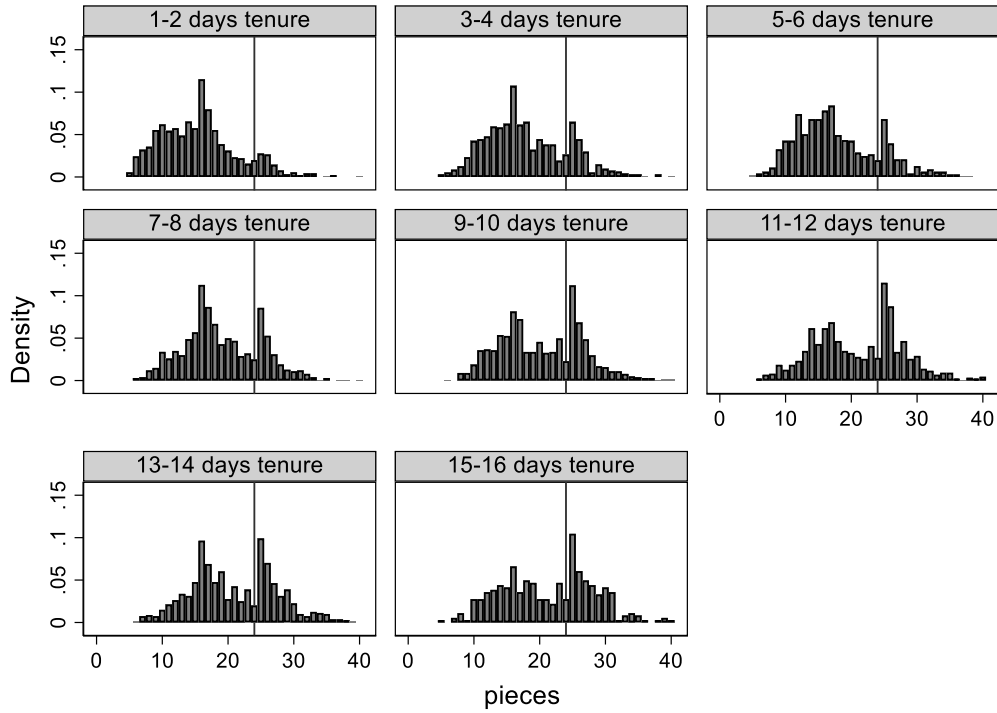 1-2 days tenure
3-4 days tenure
5-6 days tenure
.15
.1
.05
0
7-8 days tenure
9-10 days tenure
11-12 days tenure
.15
.1
.05
0
0 10 20 30 40
13-14 days tenure
15-16 days tenure
.15
.1
.05
0
0 10 20 30 40
0 10 20 30 40
Density
pieces